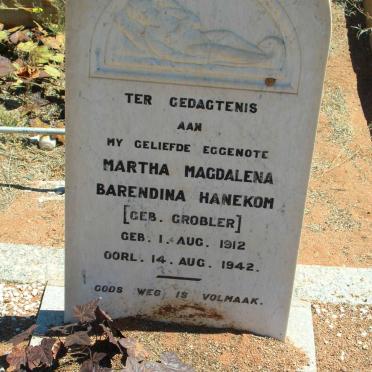 TER GEDAGTENIS
AAN
MY GELIEFDE EGGENOTE
MARTHA MAGDALENA
BARENDINA HANEKOM
[GEB. GROBLER]
GEB. 1. AUG. 1912
OORL. 14. AUG. 1942.
GODS WEG IS VOLMAAK.